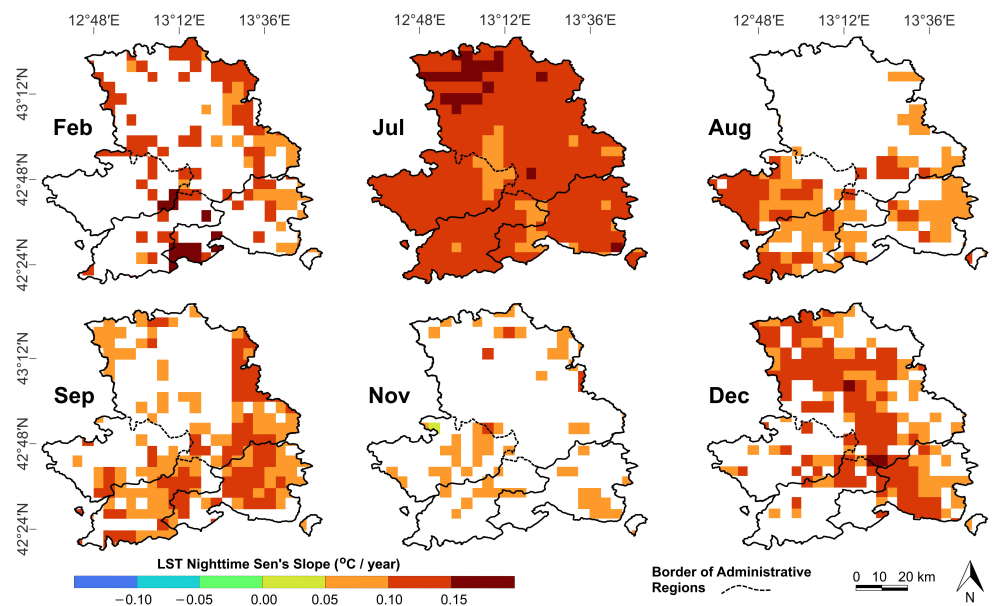 12°48'E 13°12'E 13°36'E 12°48'E 13°12'E 13°36'E 12°48'E 13°12'E 13°36'E
43°12'N
Feb Jul Aug
42°48'N
42°24'N
43°12'N
Sep Nov Dec
42°48'N
42°24'N
LST Nighttime Sen's Slope (°C / year)
−0.10 −0.05 0.00 0.05 0.10 0.15
Border of Administrative
Regions
0 10 20 km
N